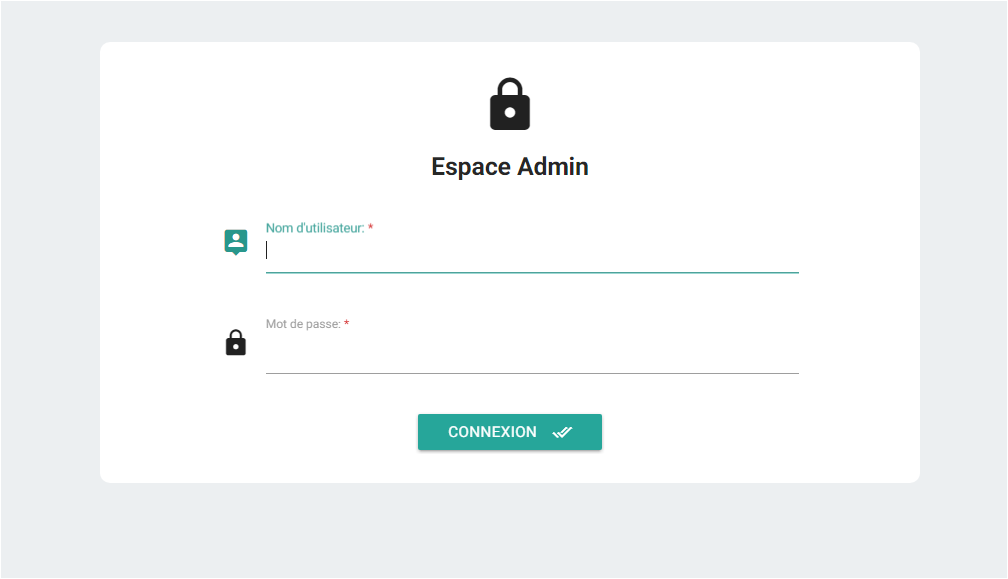 Espace Admin
Nom d'utilisateur: *
Mot de passe: *
CONNEXION